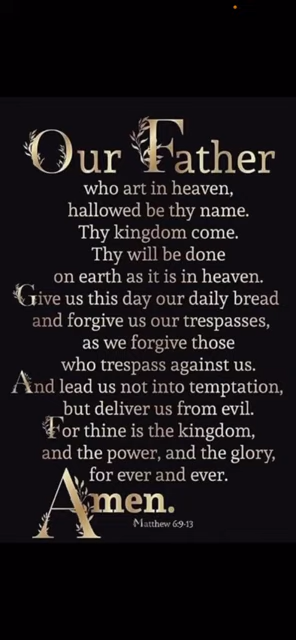 Our Father
who art in heaven,
hallowed be thy name.
Thy kingdom come.
Thy will be done
on earth as it is in heaven.
Give us this day our daily bread
and forgive us our trespasses,
as we forgive those
who trespass against us.
And lead us not into temptation,
but deliver us from evil.
For thine is the kingdom,
and the power, and the glory,
for ever and ever.
Amen.
Matthew 6:9-13